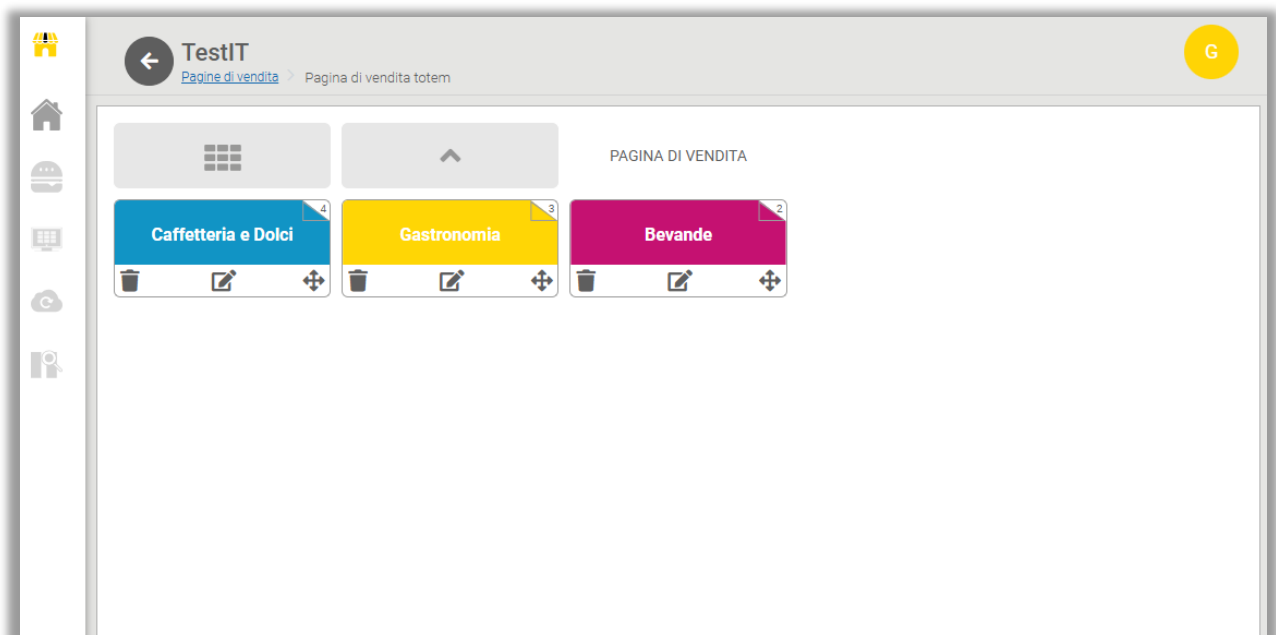 TestIT
G
Pagine di vendita > Pagina di vendita totem
PAGINA DI VENDITA
4
3
2
Caffetteria e Dolci
Gastronomia
Bevande